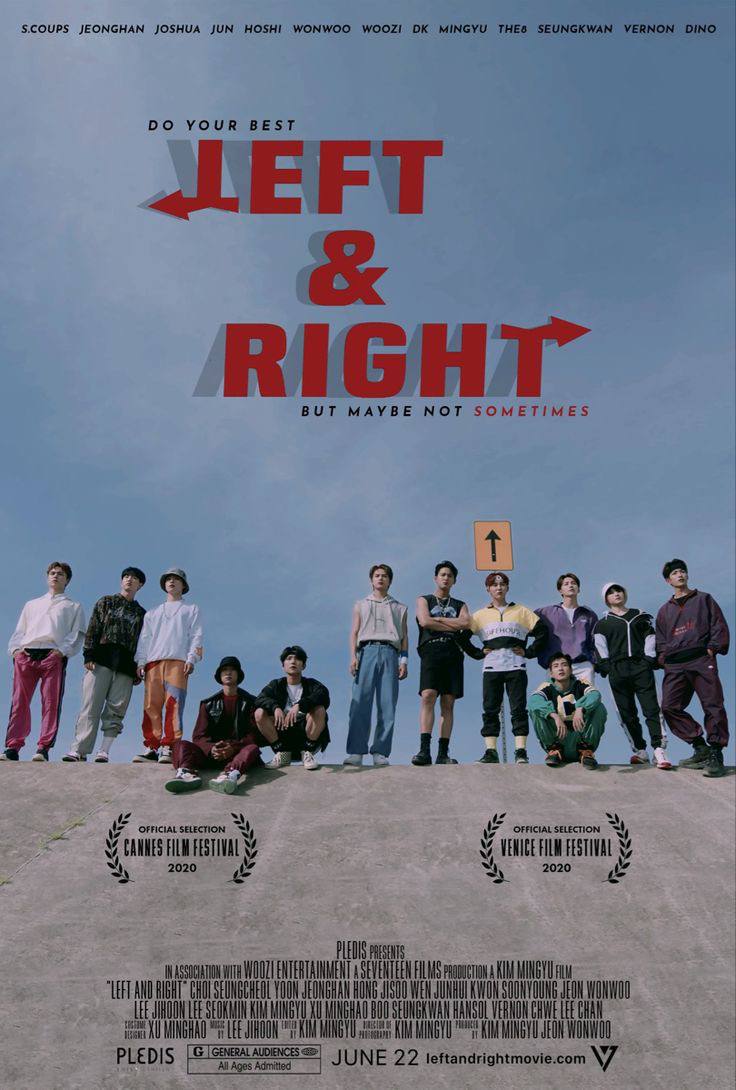 S.COUPS JEONGHAN JOSHUA JUN HOSHI WONWOO WOOZI DK MINGYU THE8 SEUNGKWAN VERNON DINO
DO YOUR BEST
LEFT
&
RIGHT
BUT MAYBE NOT SOMETIMES
OFFICIAL SELECTION
CANNES FILM FESTIVAL
2020
OFFICIAL SELECTION
VENICE FILM FESTIVAL
2020
PLEDIS PRESENTS
IN ASSOCIATION WITH WOOZI ENTERTAINMENT A SEVENTEEN FILMS PRODUCTION A KIM MINGYU FILM
"LEFT AND RIGHT" CHOI SEUNGCHEOL YOON JEONGHAN HONG JISOO WEN JUNHUI KWON SOONYOUNG JEON WONWOO
LEE JIHOON LEE SEOKMIN KIM MINGYU XU MINGHAO BOO SEUNGKWAN HANSOL VERNON CHWE LEE CHAN
COSTUME DESIGNER XU MINGHAO MUSIC BY LEE JIHOON EDITED BY KIM MINGYU DIRECTOR OF PHOTOGRAPHY KIM MINGYU PRODUCED BY KIM MINGYU JEON WONWOO
PLEDIS
G GENERAL AUDIENCES
All Ages Admitted
JUNE 22 leftandrightmovie.com